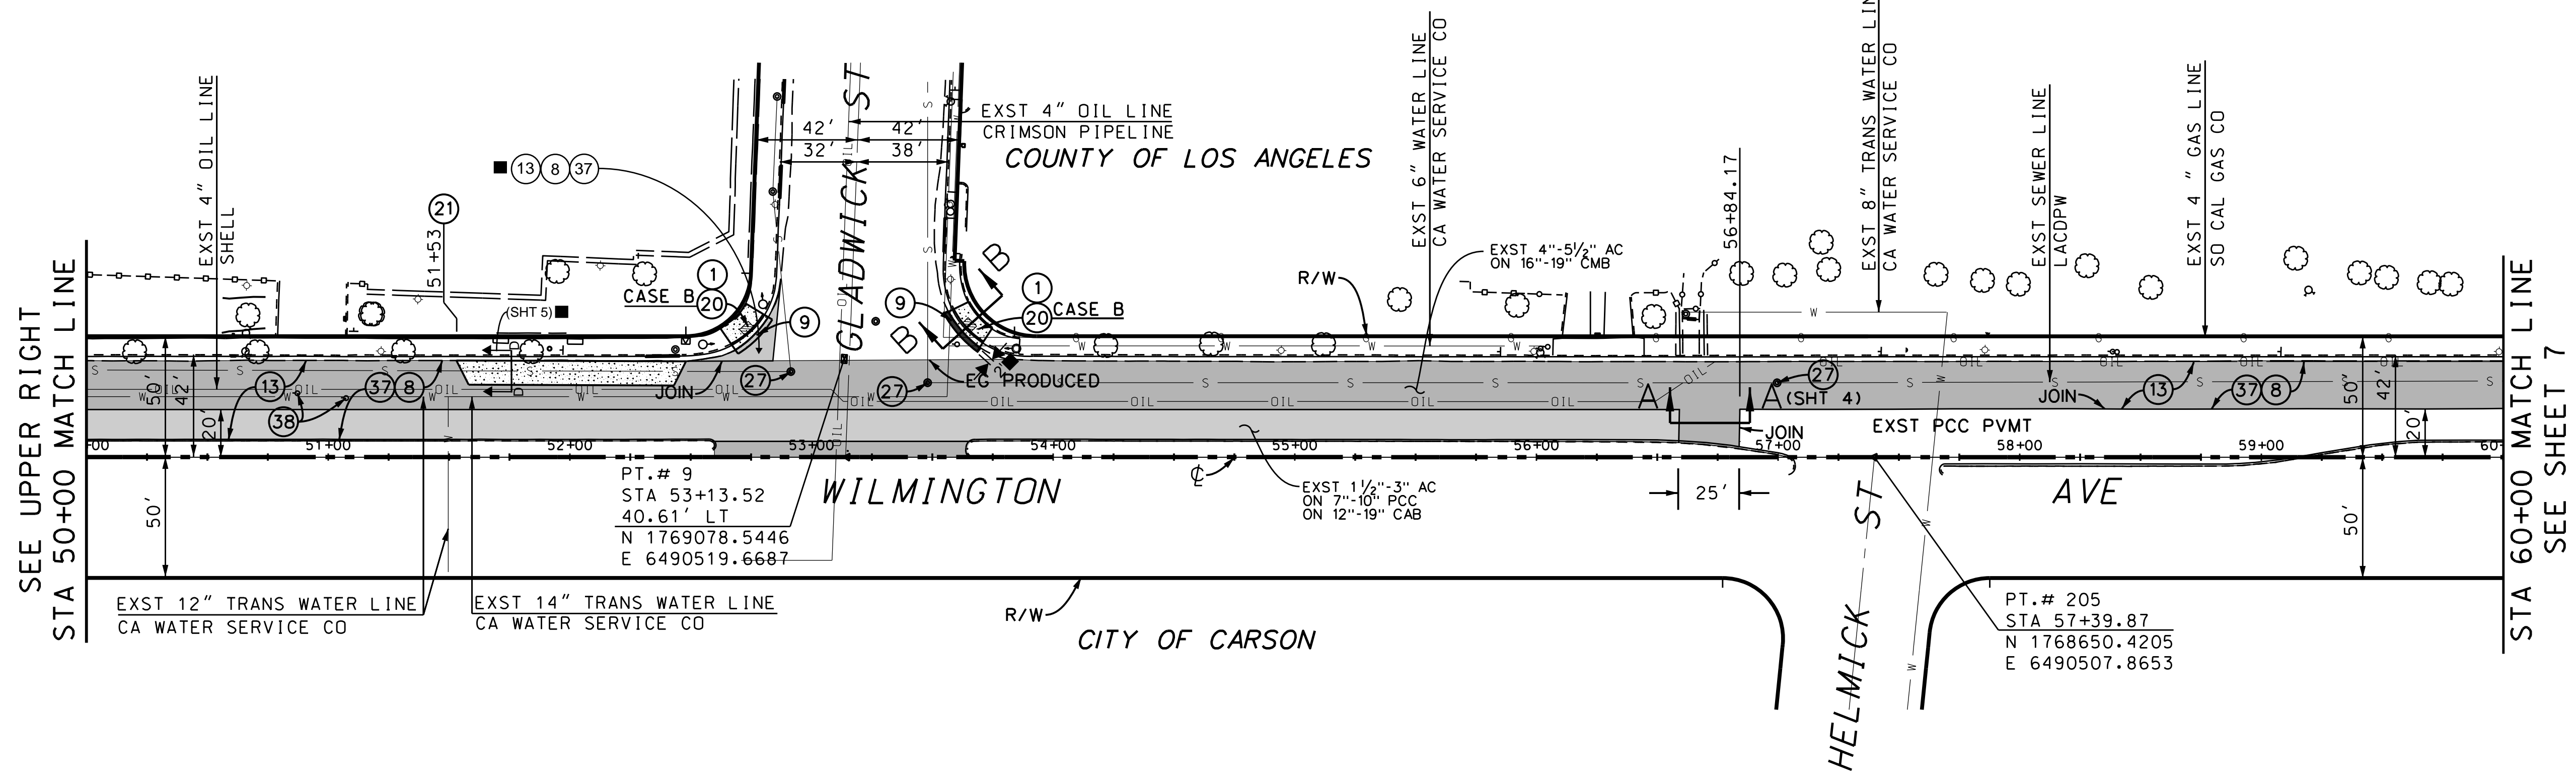 SEE UPPER RIGHT
STA 50+00 MATCH LINE
EXST 4" OIL LINE
SHELL
21
51+53
13 8 37
(SHT 5)
1
CASE B
20
9
42' 42'
32' 38'
GLADWICK ST
EXST 4" OIL LINE
CRIMSON PIPELINE
COUNTY OF LOS ANGELES
B
B
9
1
20 CASE B
EXST 6" WATER LINE
CA WATER SERVICE CO
R/W
EXST 4"-5½" AC
ON 16"-19" CMB
56+84.17
EXST 8" TRANS WATER LIN
CA WATER SERVICE CO
EXST SEWER LINE
LACDPW
EXST 4 " GAS LINE
SO CAL GAS CO
50'
42'
20'
13
38
37 8
D
D
JOIN
27
27
EG PRODUCED
A A (SHT 4)
27
JOIN
13
37 8
50'
42'
20'
JOIN
EXST PCC PVMT
+00 51+00 52+00 53+00 54+00 55+00 56+00 57+00 58+00 59+00 60+
S S S S S
W W W
OIL OIL OIL OIL OIL
50'
PT.# 9
STA 53+13.52
40.61' LT
N 1769078.5446
E 6490519.6687
WILMINGTON AVE
℄
EXST 1½"-3" AC
ON 7"-10" PCC
ON 12"-19" CAB
25'
50'
EXST 12" TRANS WATER LINE
CA WATER SERVICE CO
EXST 14" TRANS WATER LINE
CA WATER SERVICE CO
R/W
CITY OF CARSON
HELMICK ST
PT.# 205
STA 57+39.87
N 1768650.4205
E 6490507.8653
STA 60+00 MATCH LINE
SEE SHEET 7